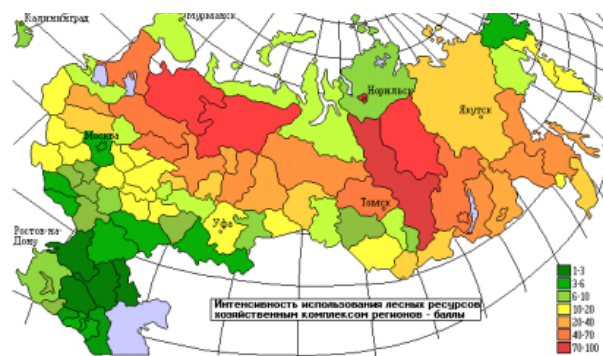 Калининград
Мурманск
Норильск
Якутск
Москва
Томск
Уфа
Ростов-на-
Дону
Интенсивность использования лесных ресурсов
хозяйственным комплексом регионов - баллы
1-3
3-6
6-10
10-20
20-40
40-70
70-100